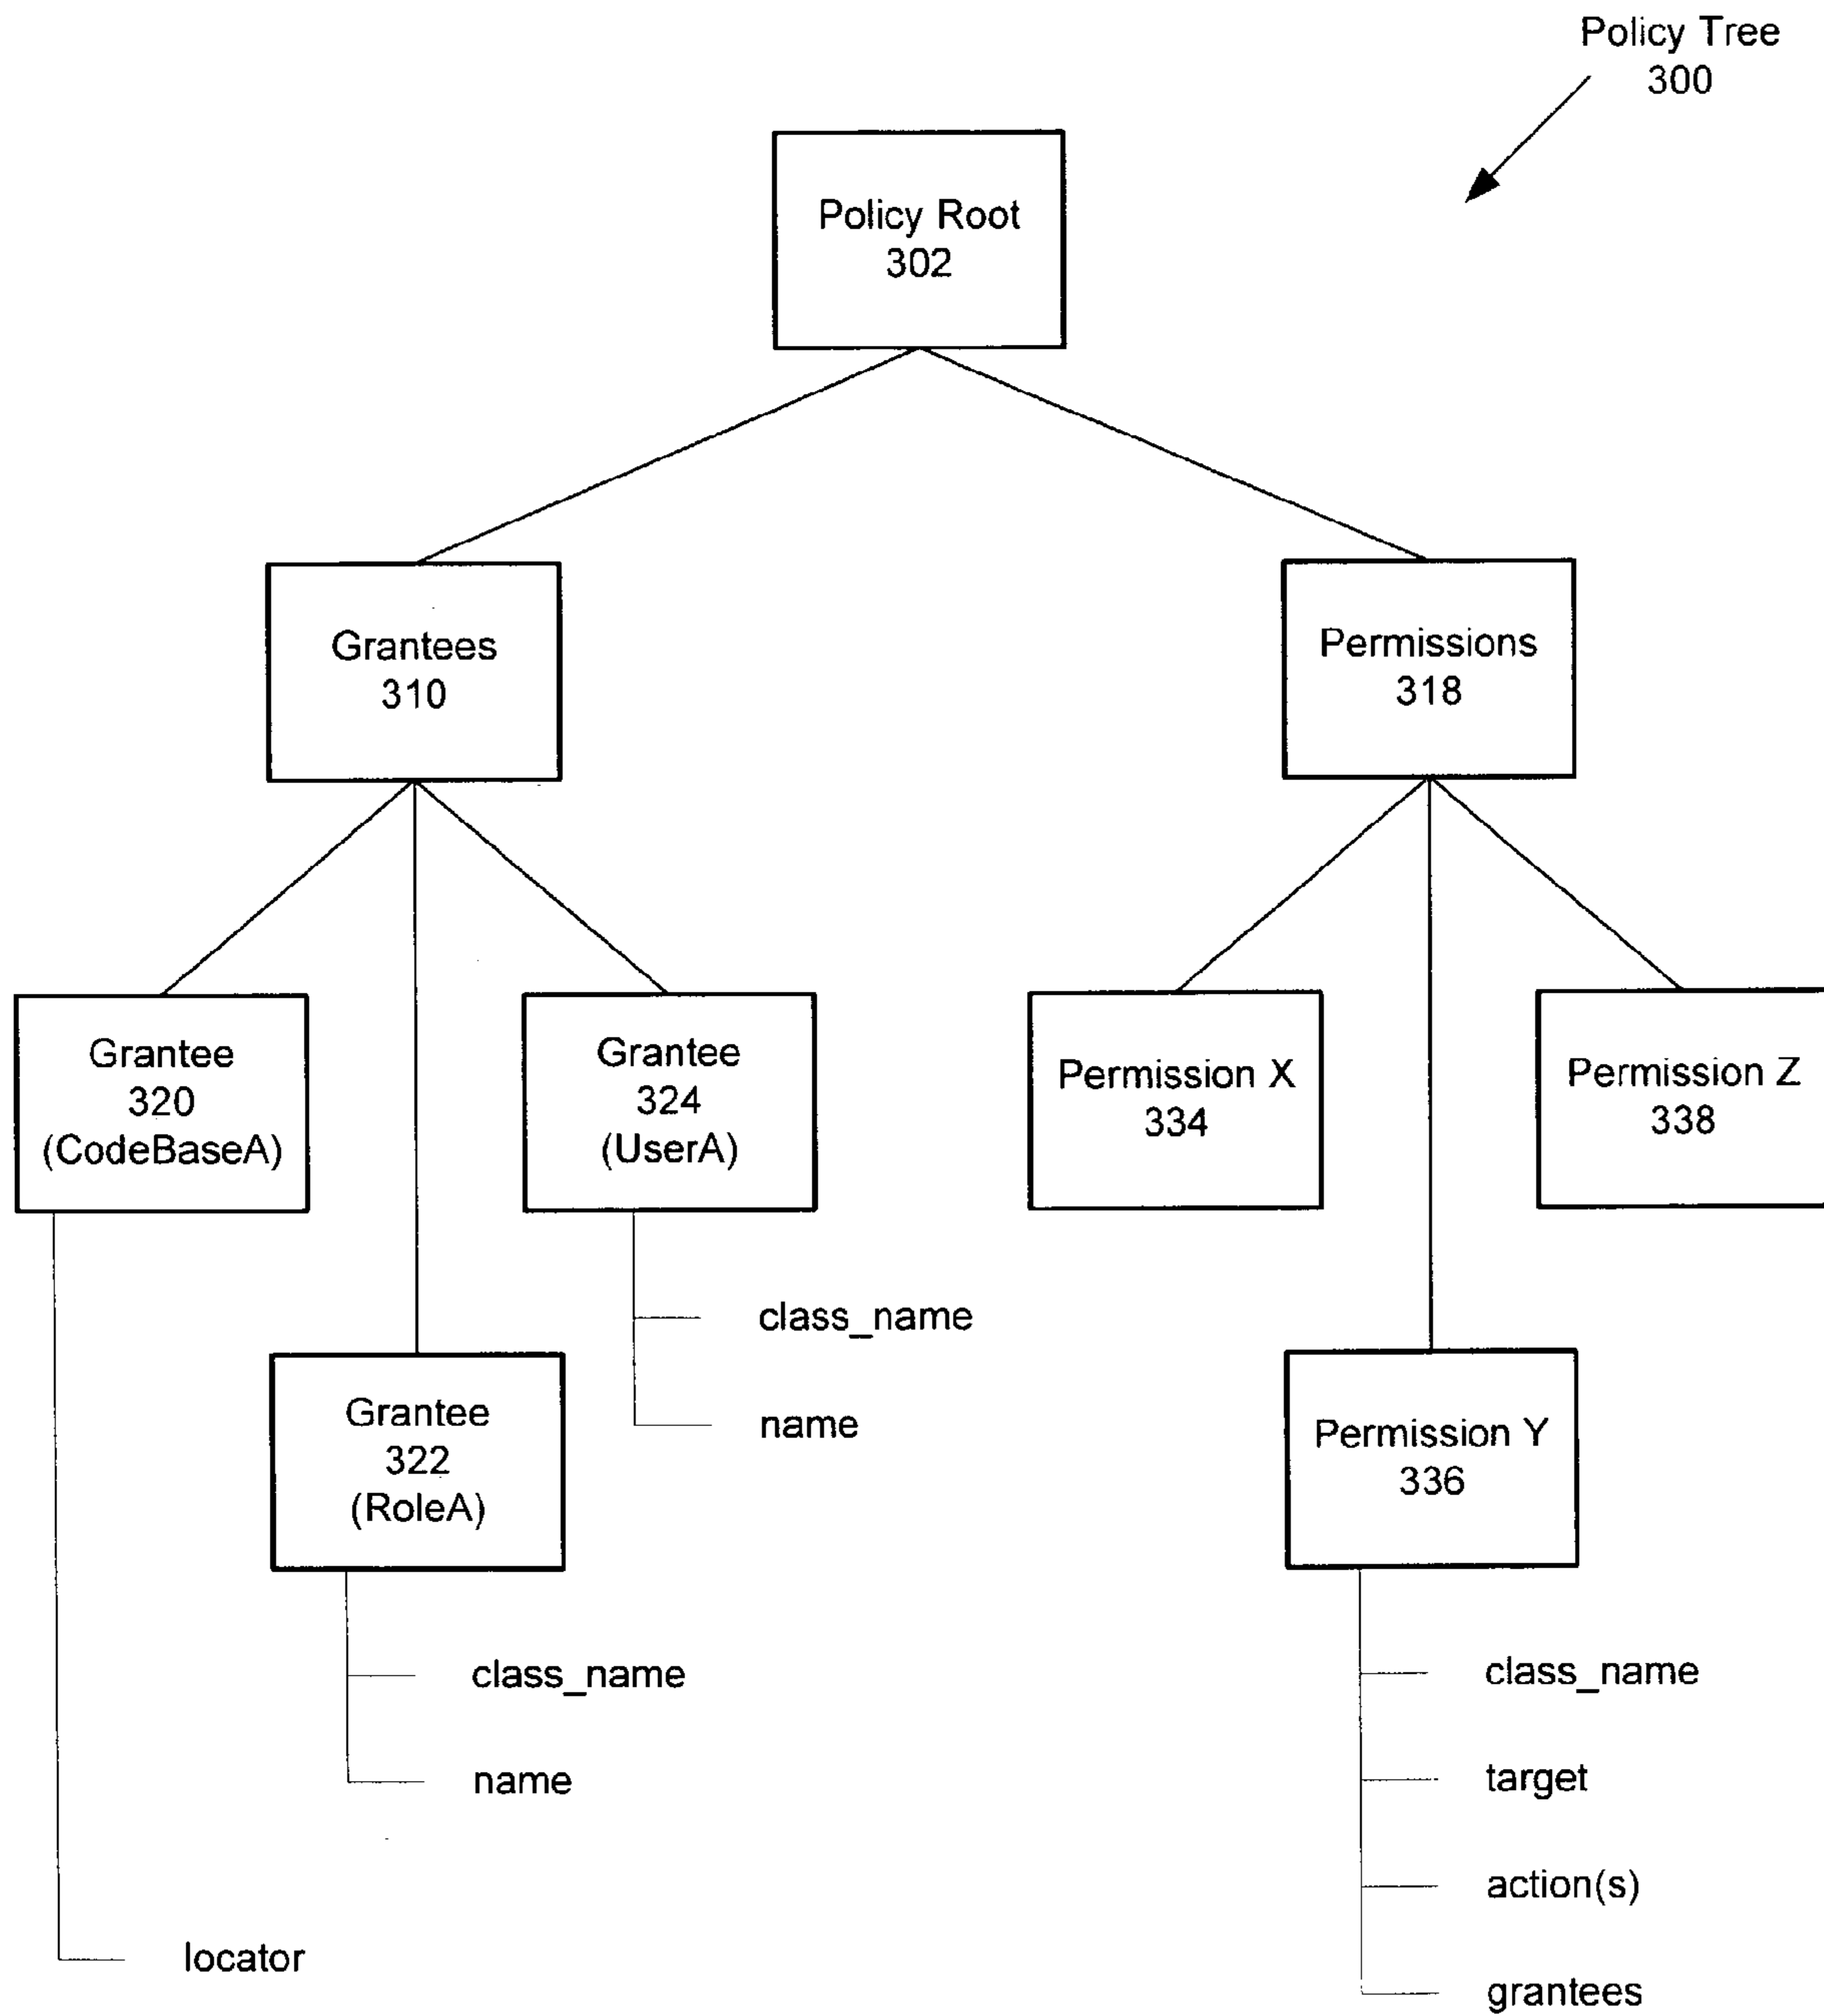 Policy Tree
300
Policy Root
302
Grantees
310
Permissions
318
Grantee
320
(CodeBaseA)
Grantee
324
(UserA)
Permission X
334
Permission Z
338
class_name
name
Grantee
322
(RoleA)
Permission Y
336
class_name
name
locator
class_name
target
action(s)
grantees